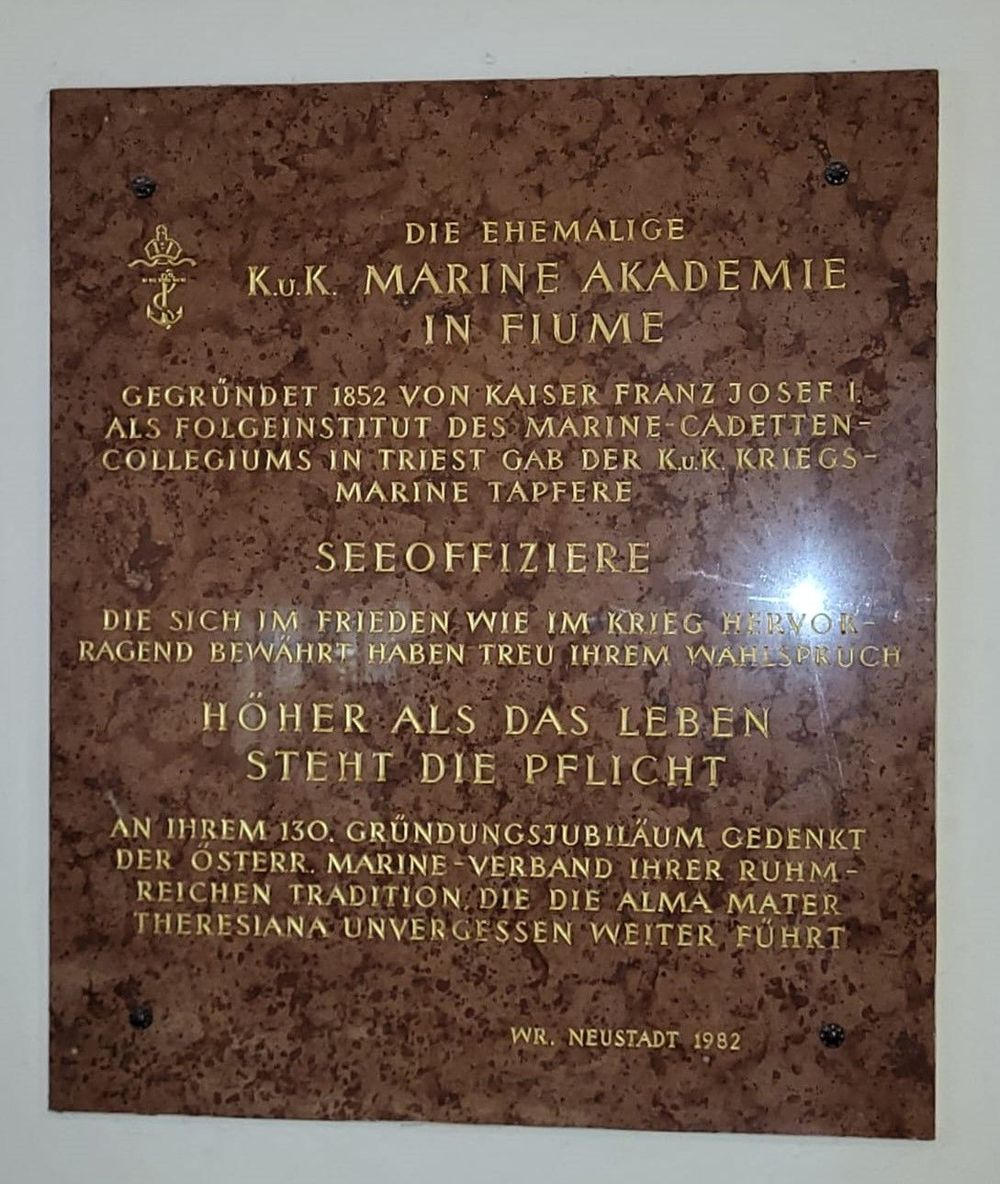 DIE EHEMALIGE
K.u.K. MARINE AKADEMIE
IN FIUME
GEGRÜNDET 1852 VON KAISER FRANZ JOSEF I.
ALS FOLGEINSTITUT DES MARINE-CADETTEN-
COLLEGIUMS IN TRIEST GAB DER K.u.K. KRIEGS-
MARINE TAPFERE
SEEOFFIZIERE
DIE SICH IM FRIEDEN WIE IM KRIEG HERVOR-
RAGEND BEWÄHRT HABEN TREU IHREM WAHLSPRUCH
HÖHER ALS DAS LEBEN
STEHT DIE PFLICHT
AN IHREM 130. GRÜNDUNGSJUBILÄUM GEDENKT
DER ÖSTERR. MARINE-VERBAND IHRER RUHM-
REICHEN TRADITION, DIE DIE ALMA MATER
THERESIANA UNVERGESSEN WEITER FÜHRT
WR. NEUSTADT 1982